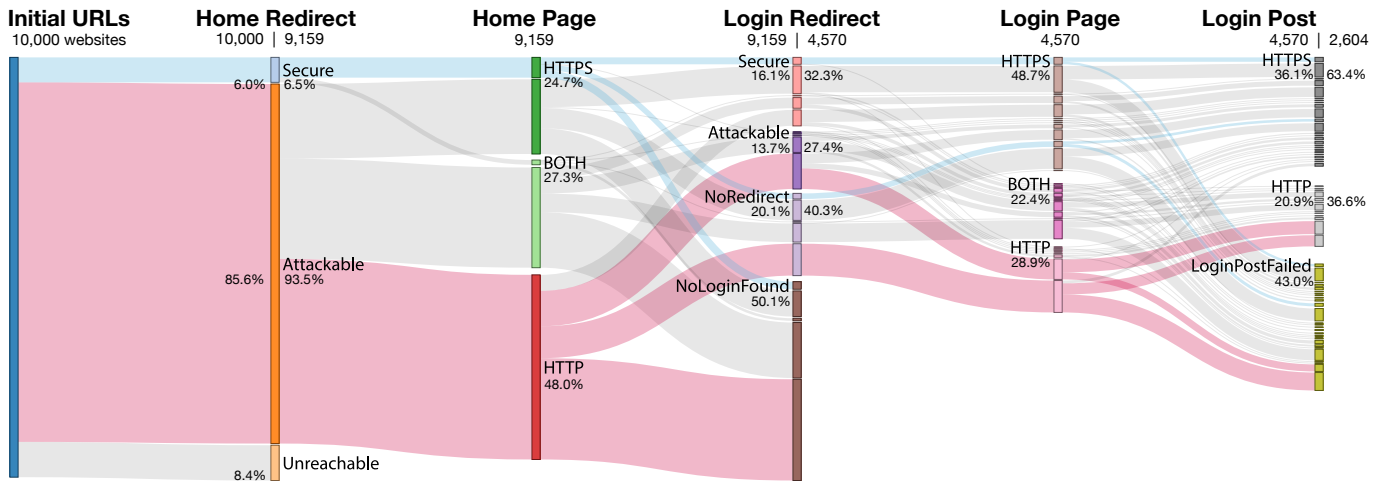 Initial URLs
10,000 websites
Home Redirect
10,000 | 9,159
Secure
6.0% 6.5%
Attackable
85.6% 93.5%
Unreachable
8.4%
Home Page
9,159
HTTPS
24.7%
BOTH
27.3%
HTTP
48.0%
Login Redirect
9,159 | 4,570
Secure
16.1% 32.3%
Attackable
13.7% 27.4%
NoRedirect
20.1% 40.3%
NoLoginFound
50.1%
Login Page
4,570
HTTPS
48.7%
BOTH
22.4%
HTTP
28.9%
Login Post
4,570 | 2,604
HTTPS
36.1% 63.4%
HTTP
20.9% 36.6%
LoginPostFailed
43.0%